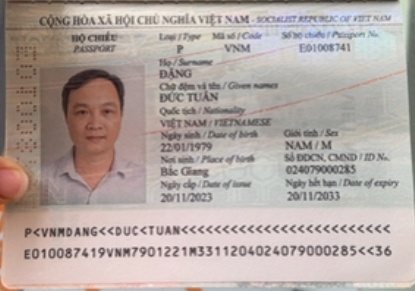 CỘNG HÒA XÃ HỘI CHỦ NGHĨA VIỆT NAM - SOCIALIST REPUBLIC OF VIET NAM
HỘ CHIẾU
PASSPORT
Loại / Type Mã số / Code Số hộ chiếu / Passport No.
P VNM E01008741
Họ / Surname
ĐẶNG
Chữ đệm và tên / Given names
ĐỨC TUẤN
Quốc tịch / Nationality
VIỆT NAM / VIETNAMESE
Ngày sinh / Date of birth Giới tính / Sex
22/01/1979 NAM / M
Nơi sinh / Place of birth Số ĐDCN, CMND / ID No.
Bắc Giang 024079000285
Ngày cấp / Date of issue Ngày hết hạn / Date of expiry
20/11/2023 20/11/2033
P<VNMDANG<<DUC<TUAN<<<<<<<<<<<<<<<<<<<<<<<<<
E010087419VNM7901221M3311204024079000285<<36